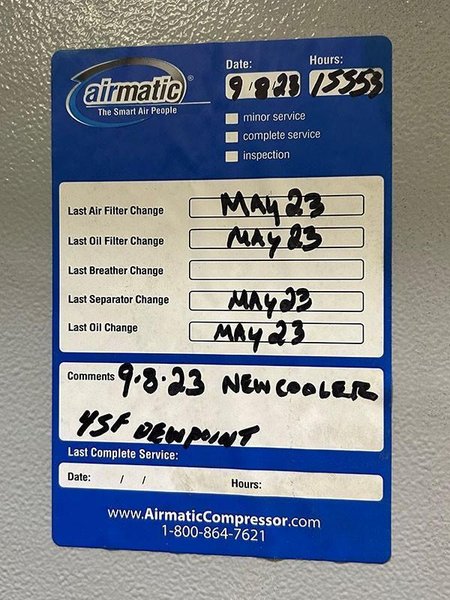 airmatic®
The Smart Air People
Date: Hours:
9/8/23 15553
minor service
complete service
inspection
Last Air Filter Change MAY 23
Last Oil Filter Change MAY 23
Last Breather Change
Last Separator Change MAY 23
Last Oil Change MAY 23
Comments 9.8.23 NEW COOLER
45F DEWPOINT
Last Complete Service:
Date: / / Hours:
www.AirmaticCompressor.com
1-800-864-7621